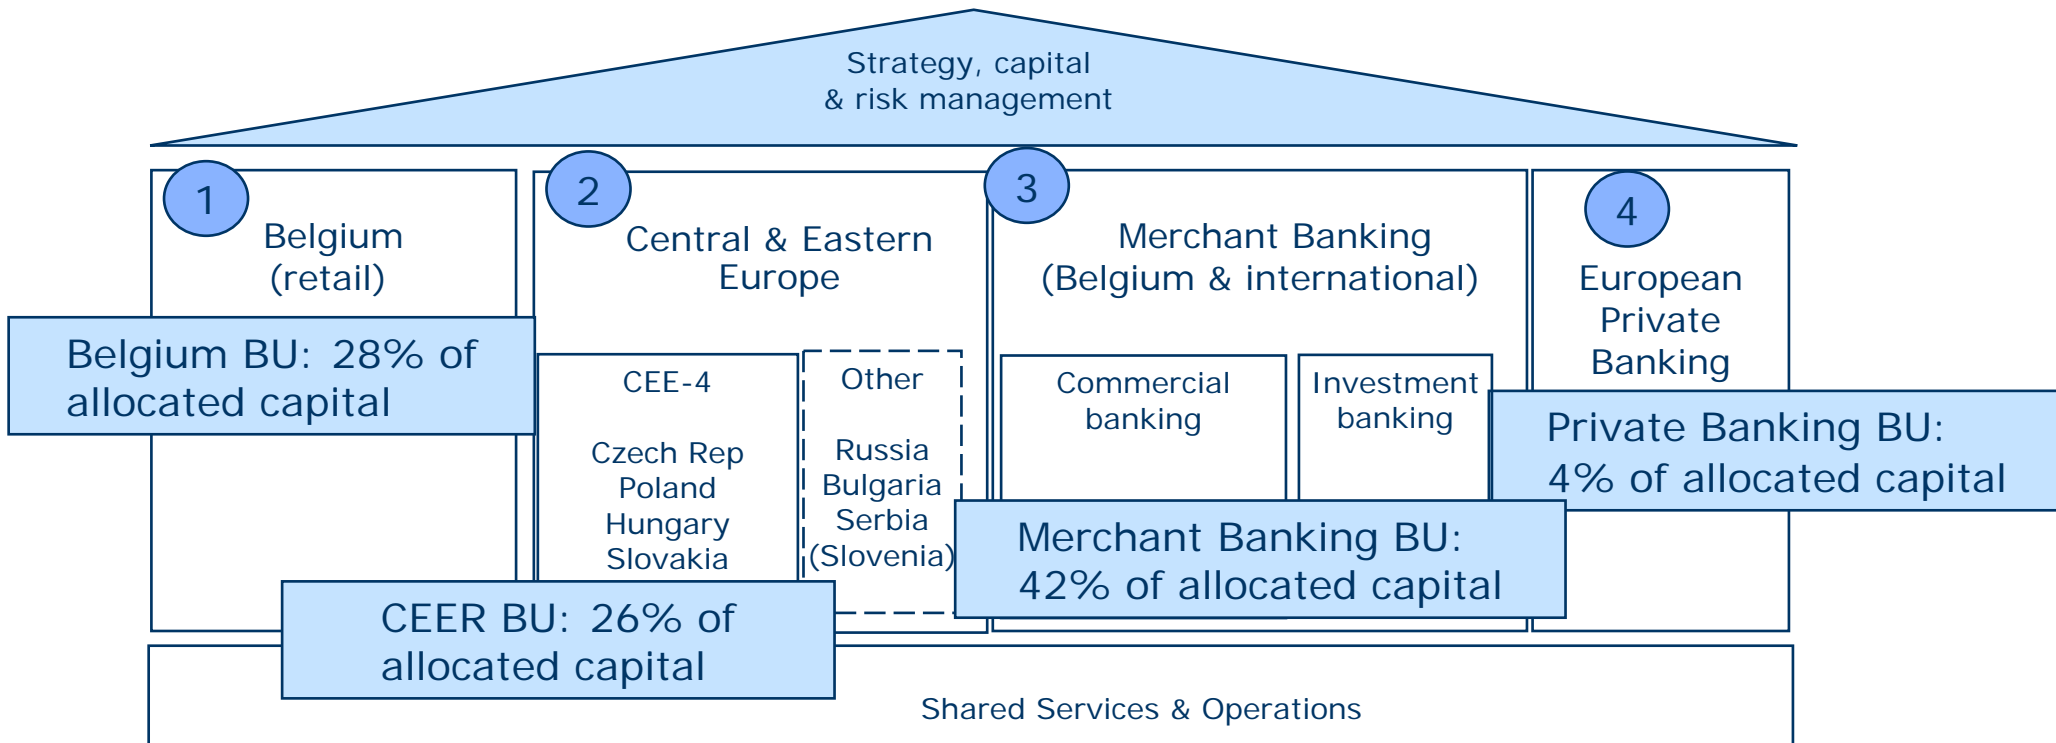 Strategy, capital
& risk management
1
Belgium
(retail)
Belgium BU: 28% of
allocated capital
2
Central & Eastern
Europe
CEE-4
Czech Rep
Poland
Hungary
Slovakia
Other
Russia
Bulgaria
Serbia
(Slovenia)
CEER BU: 26% of
allocated capital
3
Merchant Banking
(Belgium & international)
Commercial
banking
Investment
banking
Merchant Banking BU:
42% of allocated capital
4
European
Private
Banking
Private Banking BU:
4% of allocated capital
Shared Services & Operations